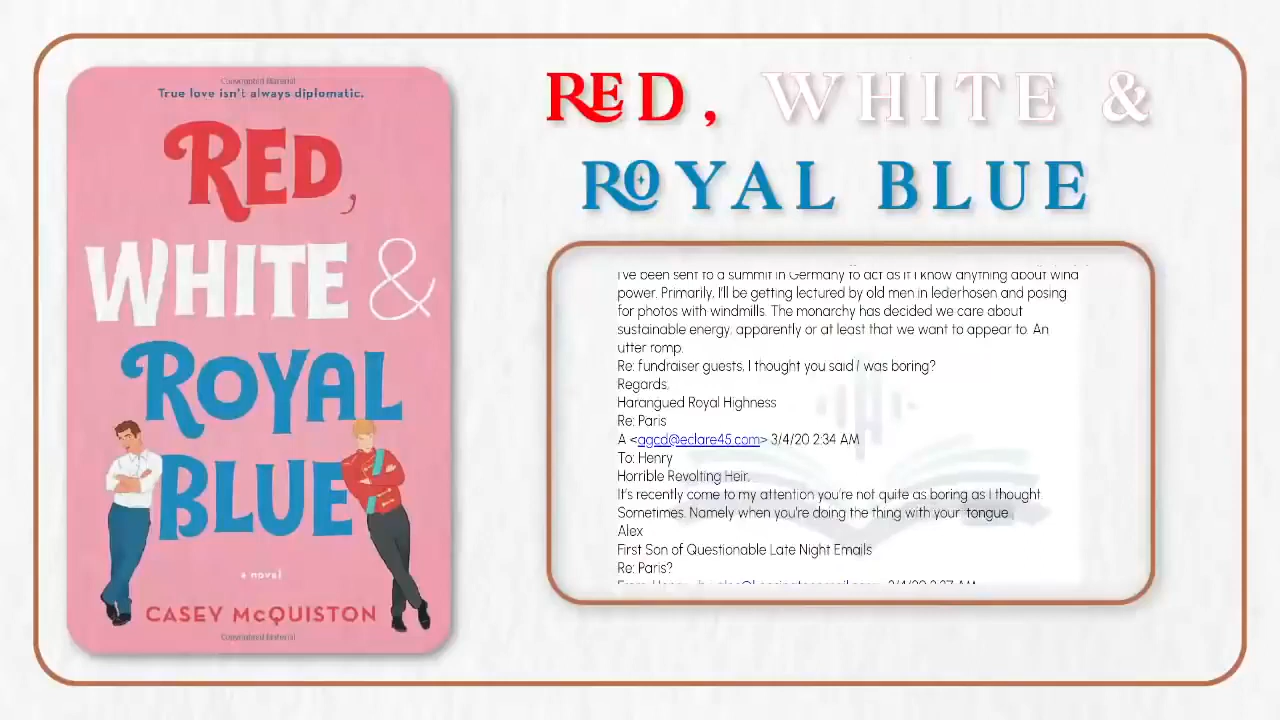 Copyrighted Material
True love isn't always diplomatic.
RED,
WHITE &
ROYAL
BLUE
a novel
CASEY McQUISTON
Copyrighted Material
RED, WHITE &
ROYAL BLUE
I've been sent to a summit in Germany to act as if I know anything about wind
power. Primarily, I'll be getting lectured by old men in lederhosen and posing
for photos with windmills. The monarchy has decided we care about
sustainable energy, apparently or at least that we want to appear to. An
utter romp.
Re: fundraiser guests, I thought you said I was boring?
Regards,
Harangued Royal Highness
Re: Paris
A <agcd@eclare45.com> 3/4/20 2:34 AM
To: Henry
Horrible Revolting Heir,
It's recently come to my attention you're not quite as boring as I thought.
Sometimes. Namely when you're doing the thing with your tongue.
Alex
First Son of Questionable Late Night Emails
Re: Paris?